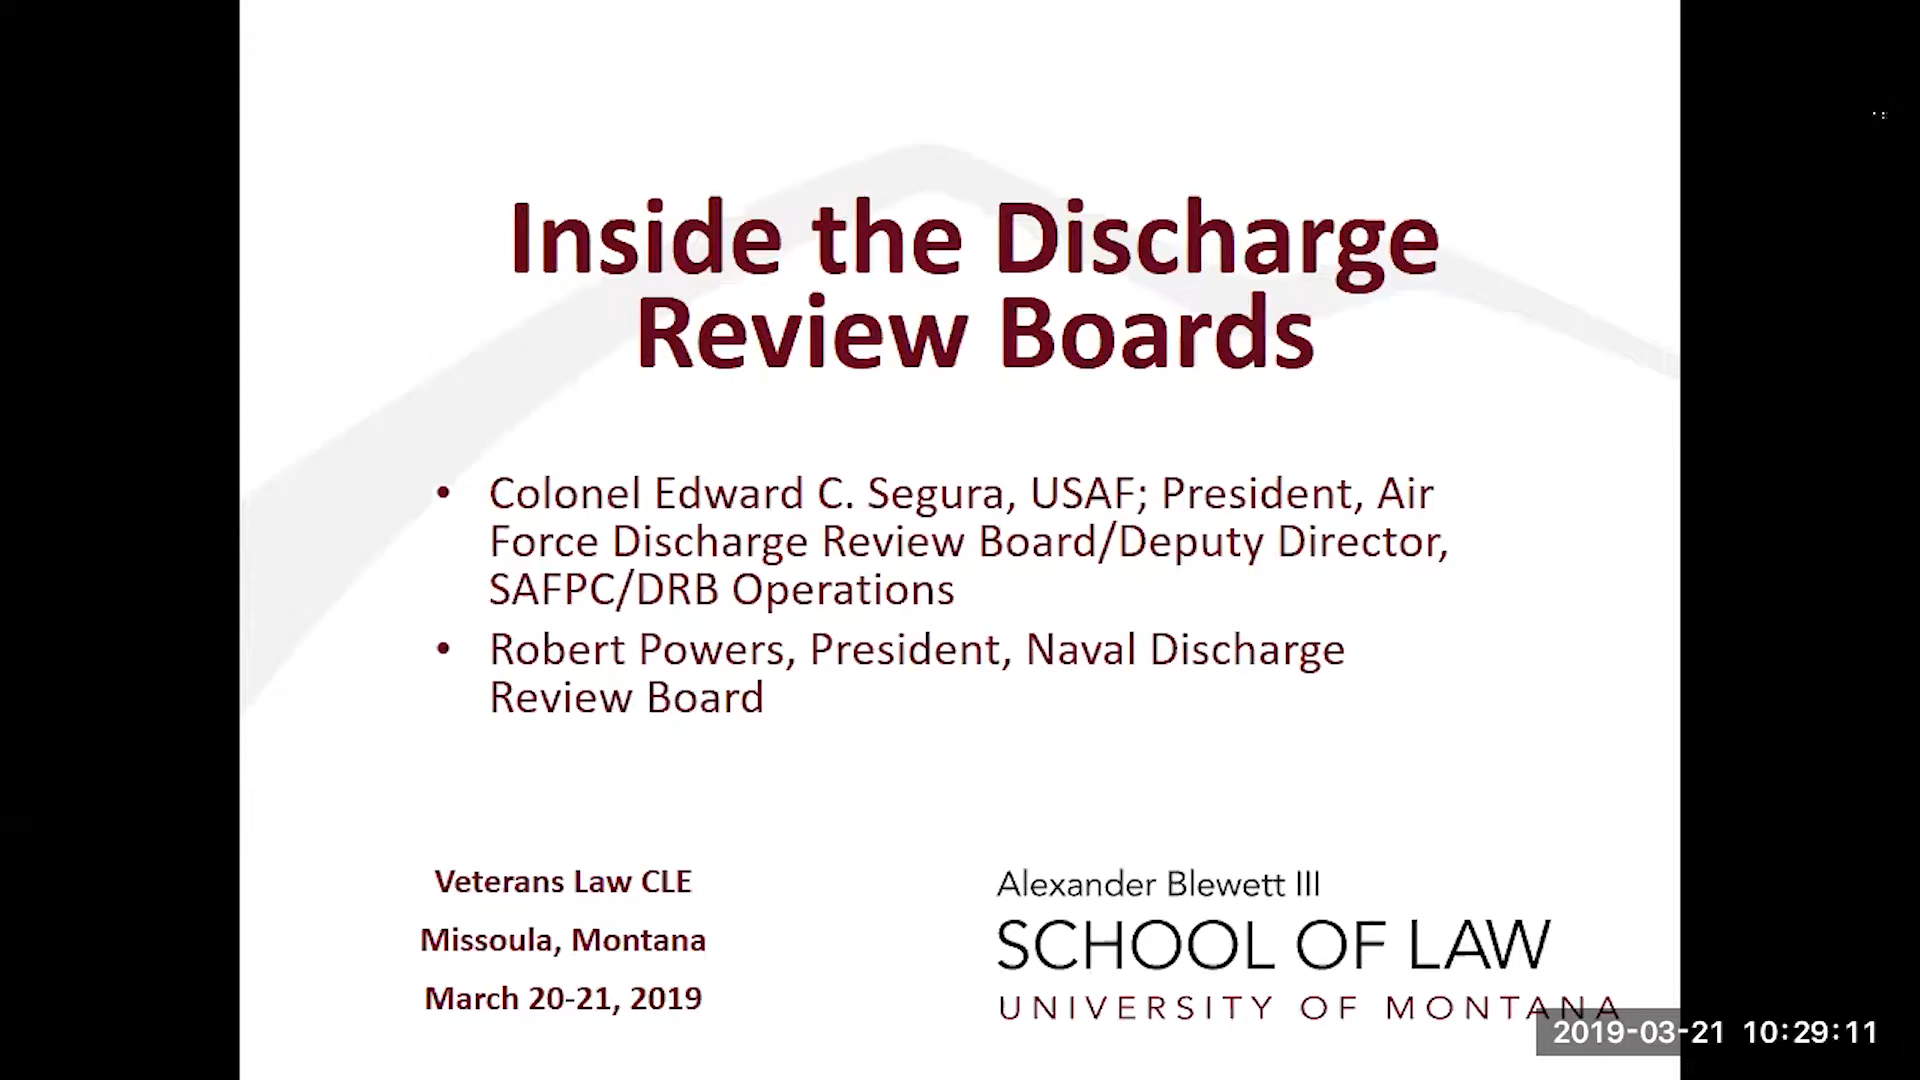 Inside the Discharge
Review Boards
• Colonel Edward C. Segura, USAF; President, Air
Force Discharge Review Board/Deputy Director,
SAFPC/DRB Operations
• Robert Powers, President, Naval Discharge
Review Board
Veterans Law CLE
Missoula, Montana
March 20-21, 2019
Alexander Blewett III
SCHOOL OF LAW
UNIVERSITY OF MONTANA
2019-03-21 10:29:11